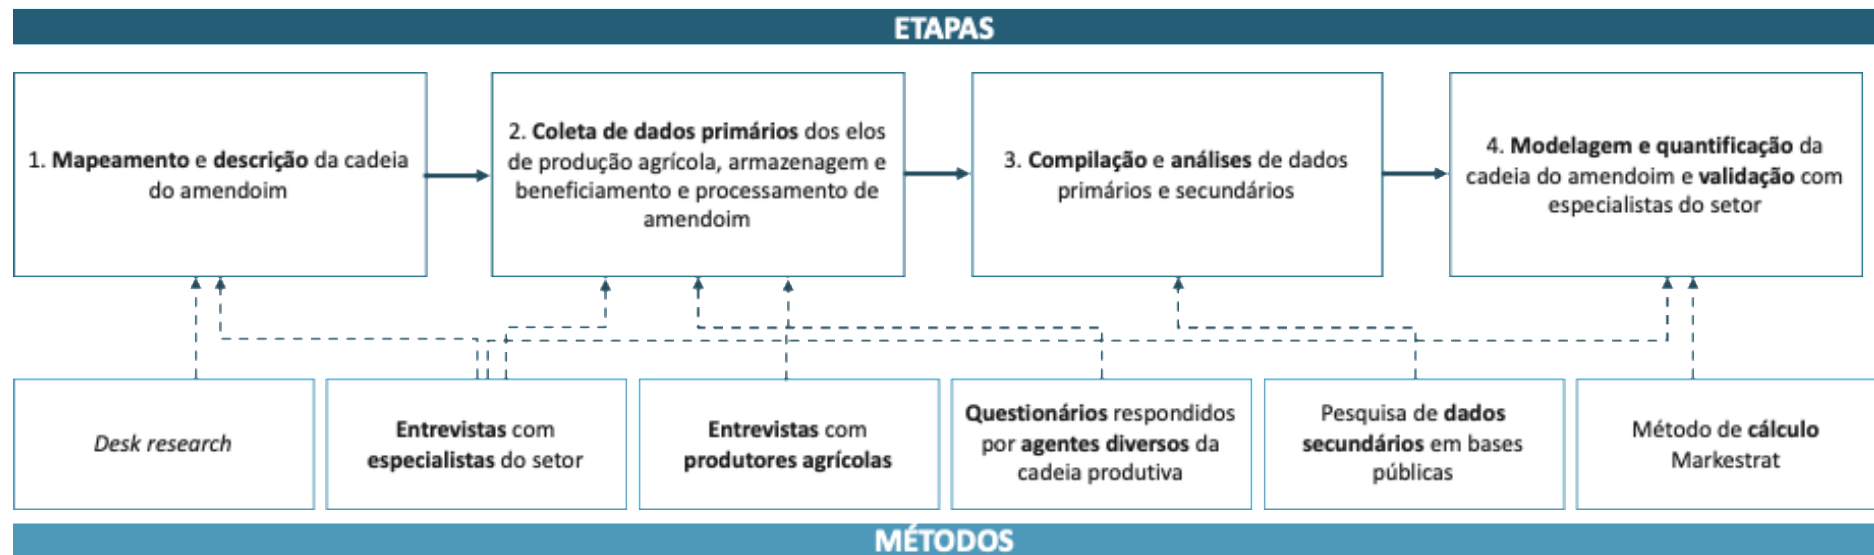 ETAPAS
1. Mapeamento e descrição da cadeia
do amendoim
2. Coleta de dados primários dos elos
de produção agrícola, armazenagem e
beneficiamento e processamento de
amendoim
3. Compilação e análises de dados
primários e secundários
4. Modelagem e quantificação da
cadeia do amendoim e validação com
especialistas do setor
Desk research
Entrevistas com
especialistas do setor
Entrevistas com
produtores agrícolas
Questionários respondidos
por agentes diversos da
cadeia produtiva
Pesquisa de dados
secundários em bases
públicas
Método de cálculo
Markestrat
MÉTODOS